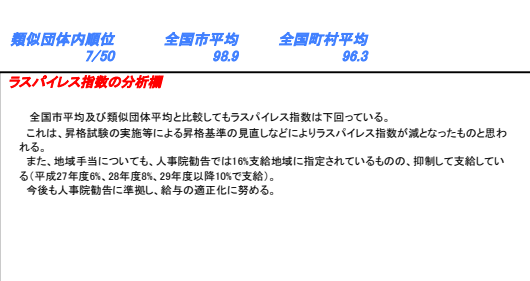 類似団体内順位 全国市平均 全国町村平均
7/50 98.9 96.3
ラスパイレス指数の分析欄
全国市平均及び類似団体平均と比較してもラスパイレス指数は下回っている。
これは、昇格試験の実施等による昇格基準の見直しなどによりラスパイレス指数が減となったものと思わ
れる。
また、地域手当についても、人事院勧告では16%支給地域に指定されているものの、抑制して支給してい
る(平成27年度6%、28年度8%、29年度以降10%で支給)。
今後も人事院勧告に準拠し、給与の適正化に努める。